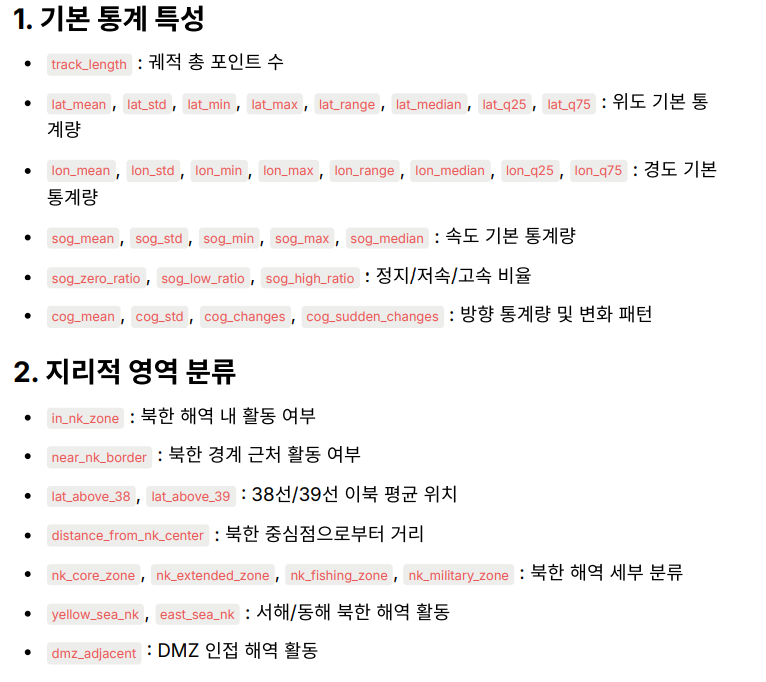 1. 기본 통계 특성
• track_length : 궤적 총 포인트 수
• lat_mean, lat_std, lat_min, lat_max, lat_range, lat_median, lat_q25, lat_q75 : 위도 기본 통
계량
• lon_mean, lon_std, lon_min, lon_max, lon_range, lon_median, lon_q25, lon_q75 : 경도 기본
통계량
• sog_mean, sog_std, sog_min, sog_max, sog_median : 속도 기본 통계량
• sog_zero_ratio, sog_low_ratio, sog_high_ratio : 정지/저속/고속 비율
• cog_mean, cog_std, cog_changes, cog_sudden_changes : 방향 통계량 및 변화 패턴
2. 지리적 영역 분류
• in_nk_zone : 북한 해역 내 활동 여부
• near_nk_border : 북한 경계 근처 활동 여부
• lat_above_38, lat_above_39 : 38선/39선 이북 평균 위치
• distance_from_nk_center : 북한 중심점으로부터 거리
• nk_core_zone, nk_extended_zone, nk_fishing_zone, nk_military_zone : 북한 해역 세부 분류
• yellow_sea_nk, east_sea_nk : 서해/동해 북한 해역 활동
• dmz_adjacent : DMZ 인접 해역 활동